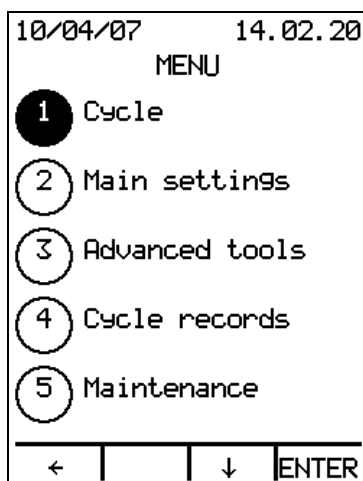 10/04/07 14.02.20
MENU
1 Cycle
2 Main settings
3 Advanced tools
4 Cycle records
5 Maintenance
← ↓ ENTER